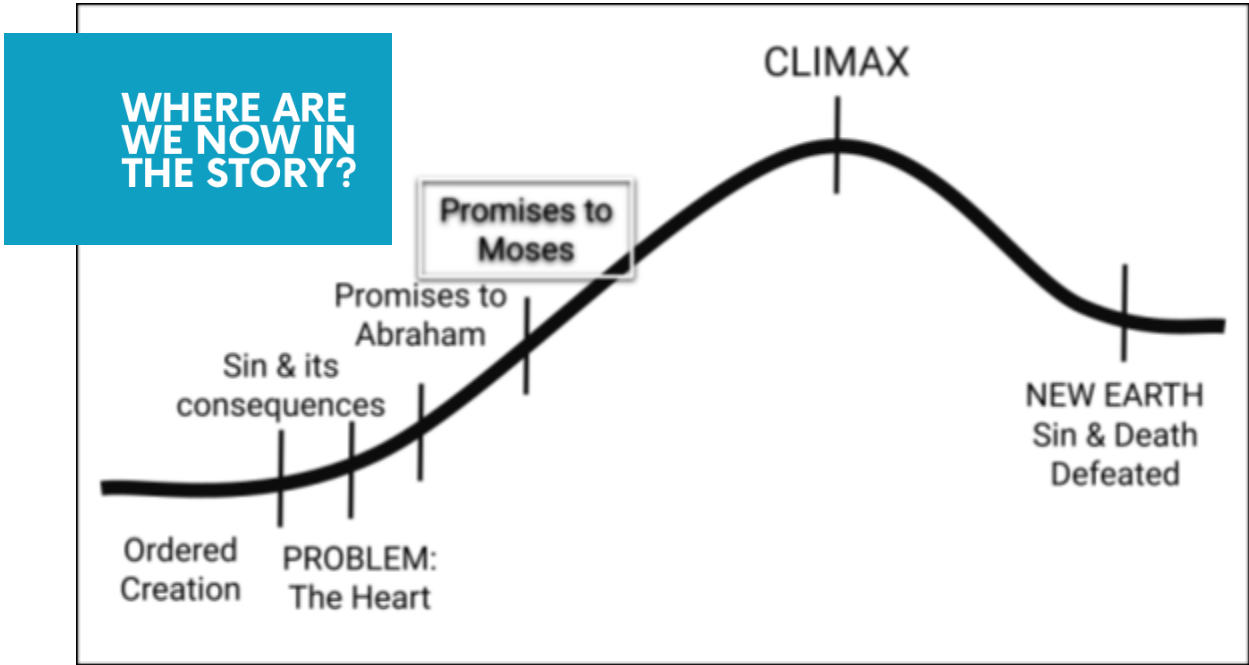 WHERE ARE
WE NOW IN
THE STORY?
CLIMAX
Promises to
Moses
Promises to
Abraham
Sin & its
consequences
Ordered
Creation
PROBLEM:
The Heart
NEW EARTH
Sin & Death
Defeated